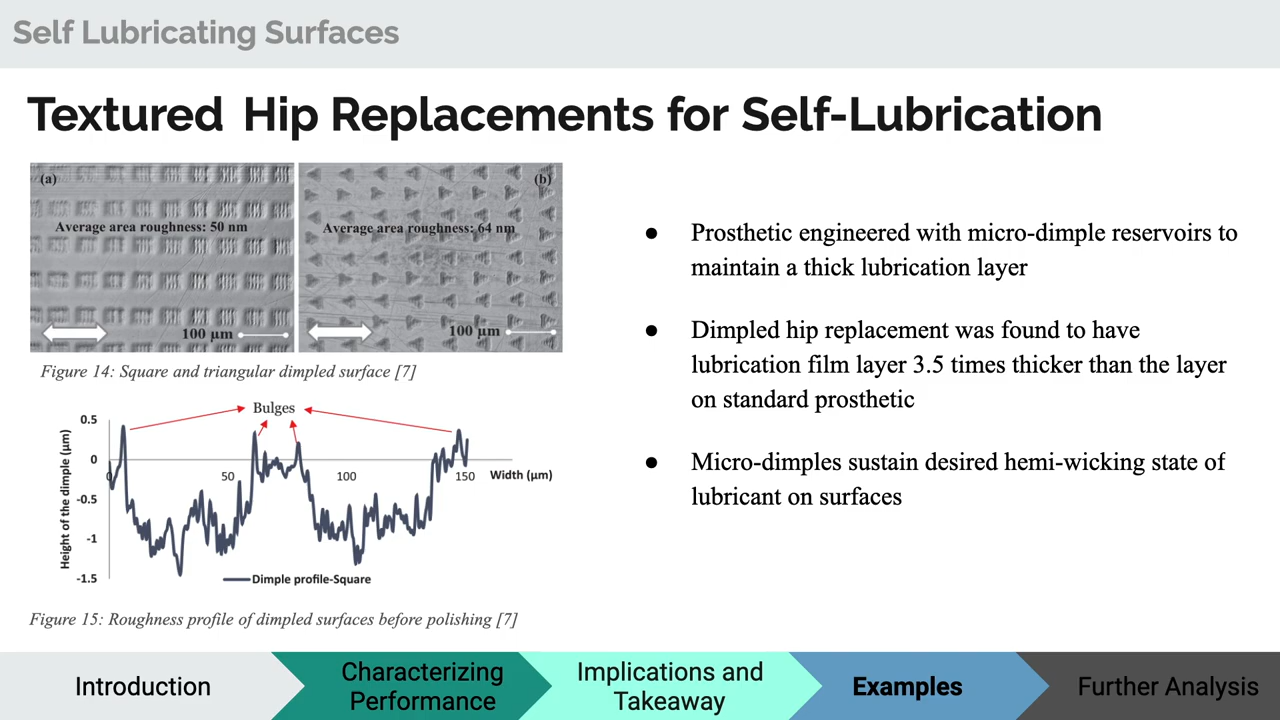 Self Lubricating Surfaces
Textured Hip Replacements for Self-Lubrication
(a)
Average area roughness: 50 nm
100 µm
(b)
Average area roughness: 64 nm
100 µm
Figure 14: Square and triangular dimpled surface [7]
Bulges
Height of the dimple (µm)
0.5
0
-0.5
-1
-1.5
0
50
100
150
Width (µm)
Dimple profile-Square
Figure 15: Roughness profile of dimpled surfaces before polishing [7]
● Prosthetic engineered with micro-dimple reservoirs to
maintain a thick lubrication layer
● Dimpled hip replacement was found to have
lubrication film layer 3.5 times thicker than the layer
on standard prosthetic
● Micro-dimples sustain desired hemi-wicking state of
lubricant on surfaces
Introduction
Characterizing
Performance
Implications and
Takeaway
Examples
Further Analysis